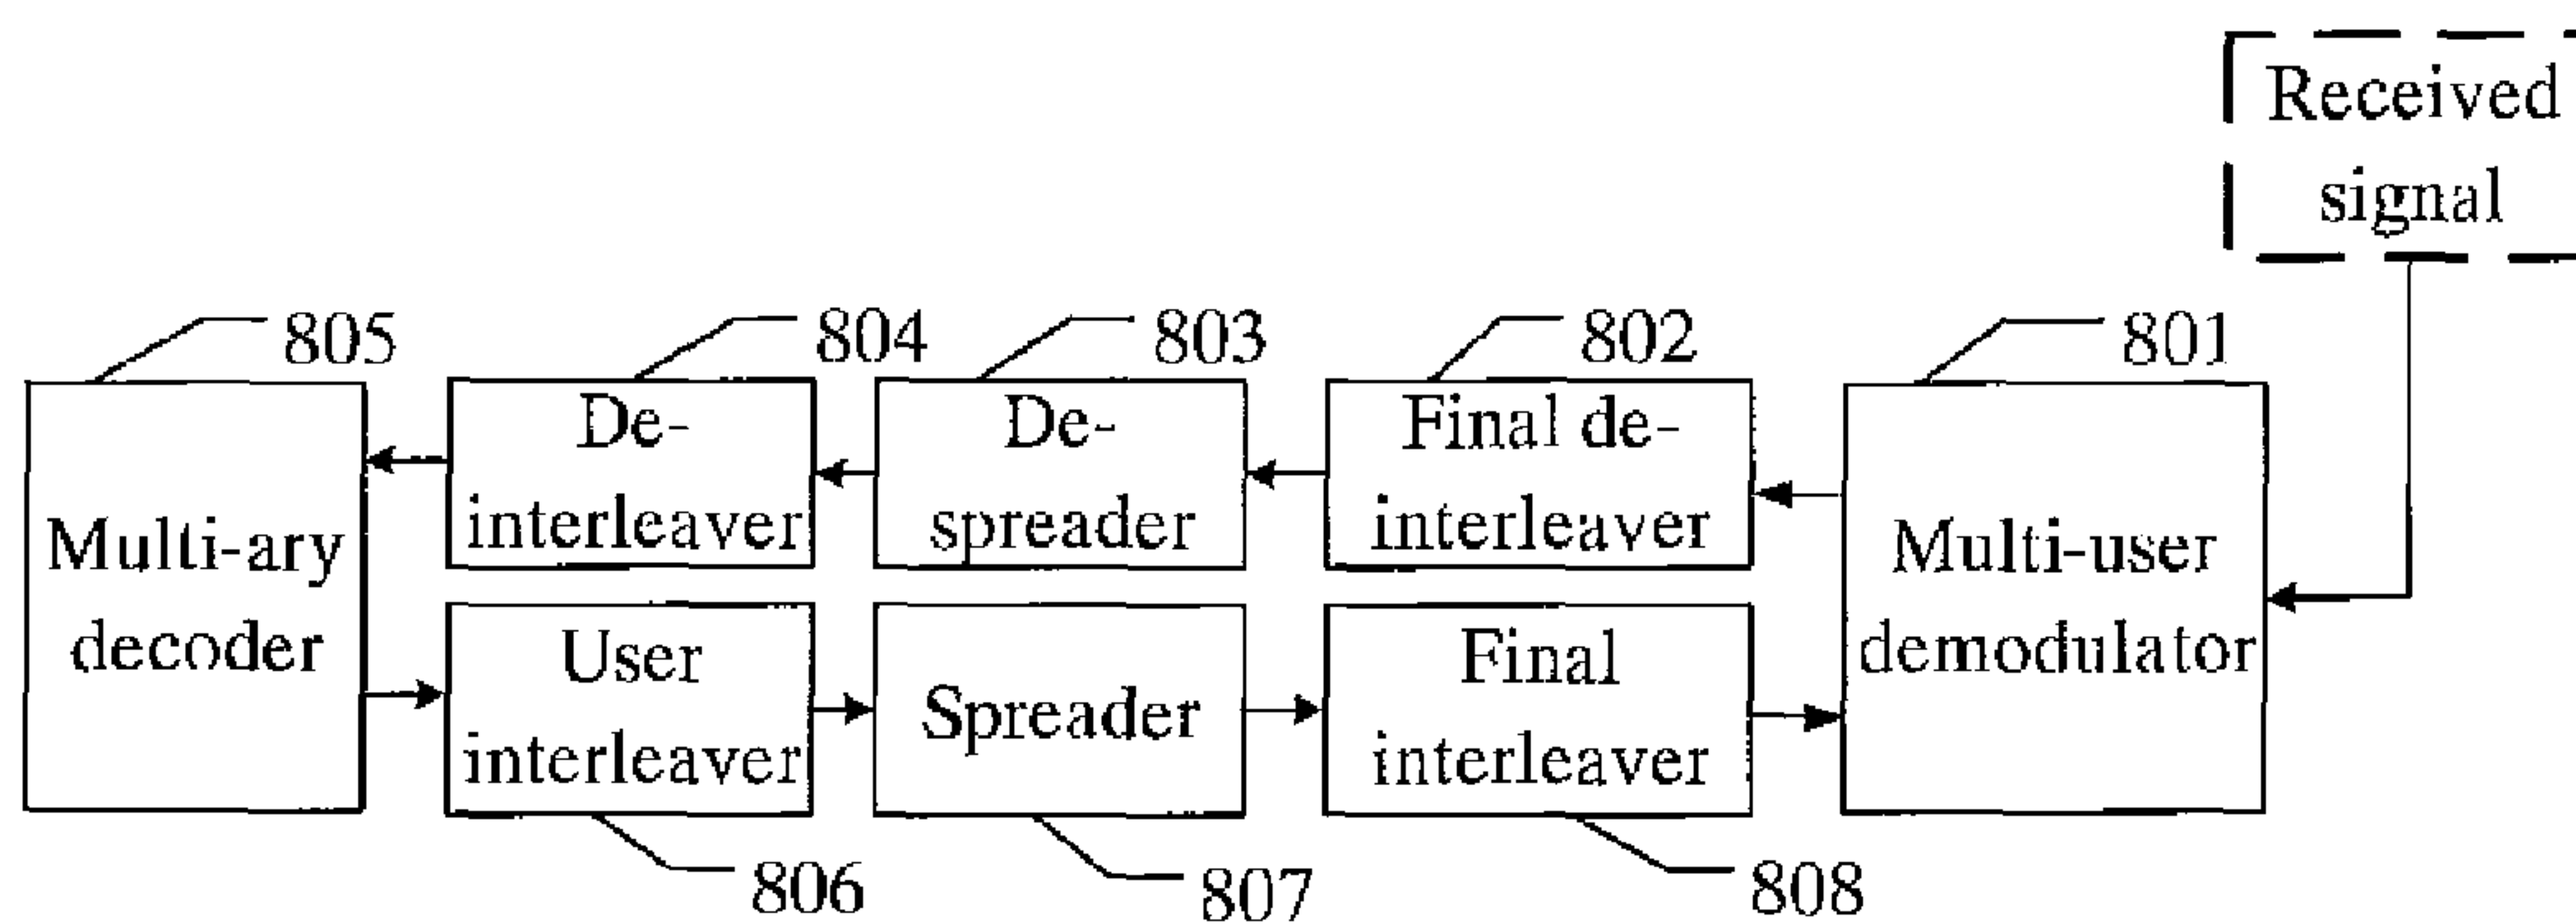 Received
signal
805
804
803
802
801
Multi-ary
decoder
De-
interleaver
De-
spreader
Final de-
interleaver
Multi-user
demodulator
User
interleaver
Spreader
Final
interleaver
806
807
808